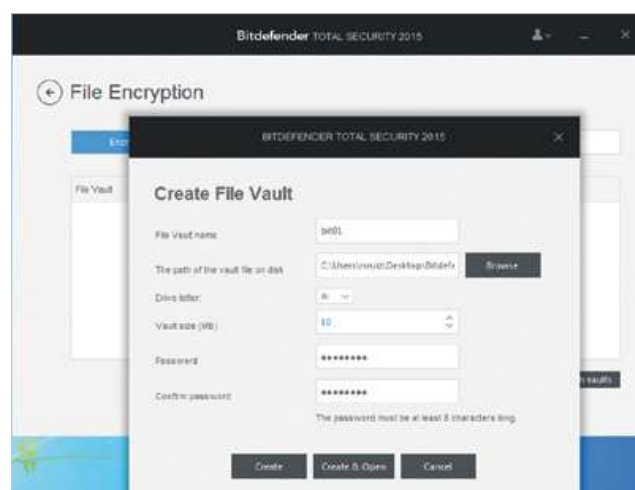 Bitdefender TOTAL SECURITY 2015
File Encryption
BITDEFENDER TOTAL SECURITY 2015
File Vault
Create File Vault
File Vault name
The path of the vault file on disk
Browse
Drive letter:
Vault size (MB)
10
Password
********
Confirm password
********
The password must be at least 8 characters long.
Create
Create & Open
Cancel
vaults